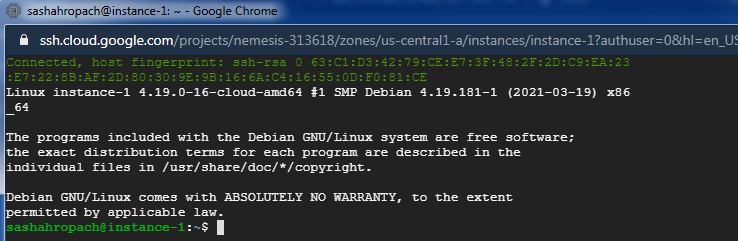 sashahropach@instance-1: ~ - Google Chrome
ssh.cloud.google.com/projects/nemesis-313618/zones/us-central1-a/instances/instance-1?authuser=0&hl=en_US
Connected, host fingerprint: ssh-rsa 0 63:C1:D3:42:79:CE:E7:3F:48:2F:2D:C9:EA:23
:E7:22:8B:AF:2D:80:30:9E:9B:16:6A:C4:16:55:0D:F0:81:CE
Linux instance-1 4.19.0-16-cloud-amd64 #1 SMP Debian 4.19.181-1 (2021-03-19) x86
_64
The programs included with the Debian GNU/Linux system are free software;
the exact distribution terms for each program are described in the
individual files in /usr/share/doc/*/copyright.
Debian GNU/Linux comes with ABSOLUTELY NO WARRANTY, to the extent
permitted by applicable law.
sashahropach@instance-1:~$